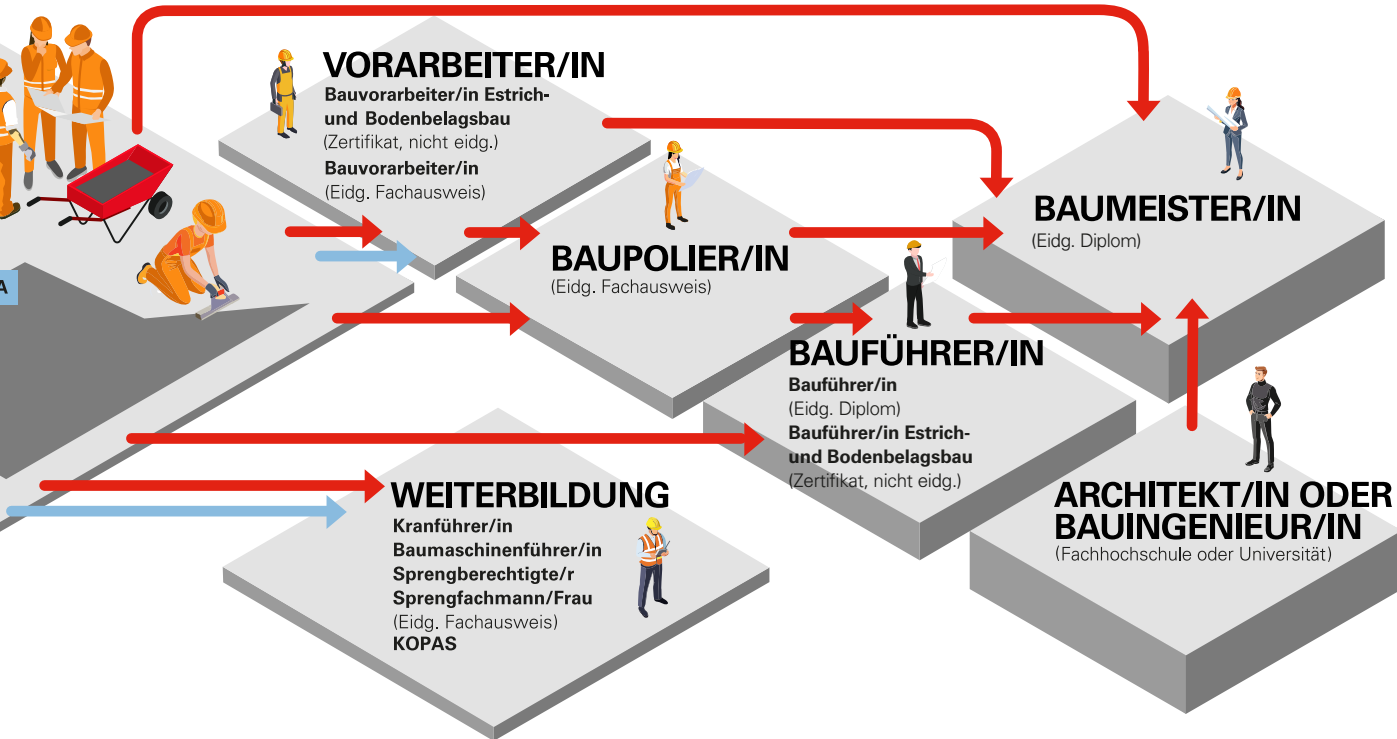 VORARBEITER/IN
Bauvorarbeiter/in Estrich-
und Bodenbelagsbau
(Zertifikat, nicht eidg.)
Bauvorarbeiter/in
(Eidg. Fachausweis)
BAUPOLIER/IN
(Eidg. Fachausweis)
BAUMEISTER/IN
(Eidg. Diplom)
A
BAUFÜHRER/IN
Bauführer/in
(Eidg. Diplom)
Bauführer/in Estrich-
und Bodenbelagsbau
(Zertifikat, nicht eidg.)
WEITERBILDUNG
Kranführer/in
Baumaschinenführer/in
Sprengberechtigte/r
Sprengfachmann/Frau
(Eidg. Fachausweis)
KOPAS
ARCHITEKT/IN ODER
BAUINGENIEUR/IN
(Fachhochschule oder Universität)